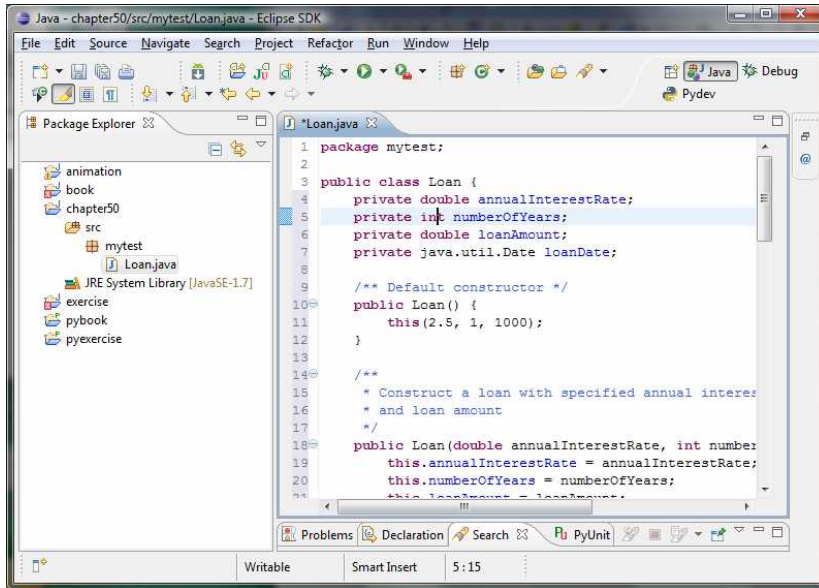 Java - chapter50/src/mytest/Loan.java - Eclipse SDK
File Edit Source Navigate Search Project Refactor Run Window Help
Java Debug
Pydev
Package Explorer
animation
book
chapter50
src
mytest
Loan.java
JRE System Library [JavaSE-1.7]
exercise
pybook
pyexercise
*Loan.java
1 package mytest;
2
3 public class Loan {
4 private double annualInterestRate;
5 private int numberOfYears;
6 private double loanAmount;
7 private java.util.Date loanDate;
8
9 /** Default constructor */
10 public Loan() {
11 this(2.5, 1, 1000);
12 }
13
14 /**
15 * Construct a loan with specified annual interes
16 * and loan amount
17 */
18 public Loan(double annualInterestRate, int number
19 this.annualInterestRate = annualInterestRate;
20 this.numberOfYears = numberOfYears;
21 this.loanAmount = loanAmount;
Problems Declaration Search PyUnit
Writable Smart Insert 5 : 15